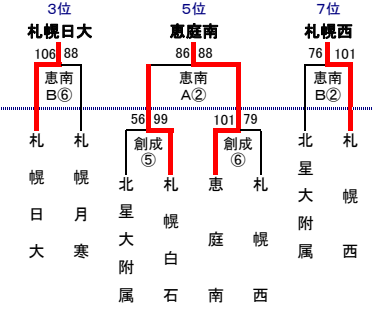 3位 5位 7位
札幌日大 恵庭南 札幌西
106 88 86 88 76 101
恵南 恵南 恵南
B⑥ A② B②
56 99 101 79
創成 創成
⑤ ⑥
札幌日大
札幌月寒
北星大附属
札幌白石
恵庭南
札幌西
北星大附属
札幌西